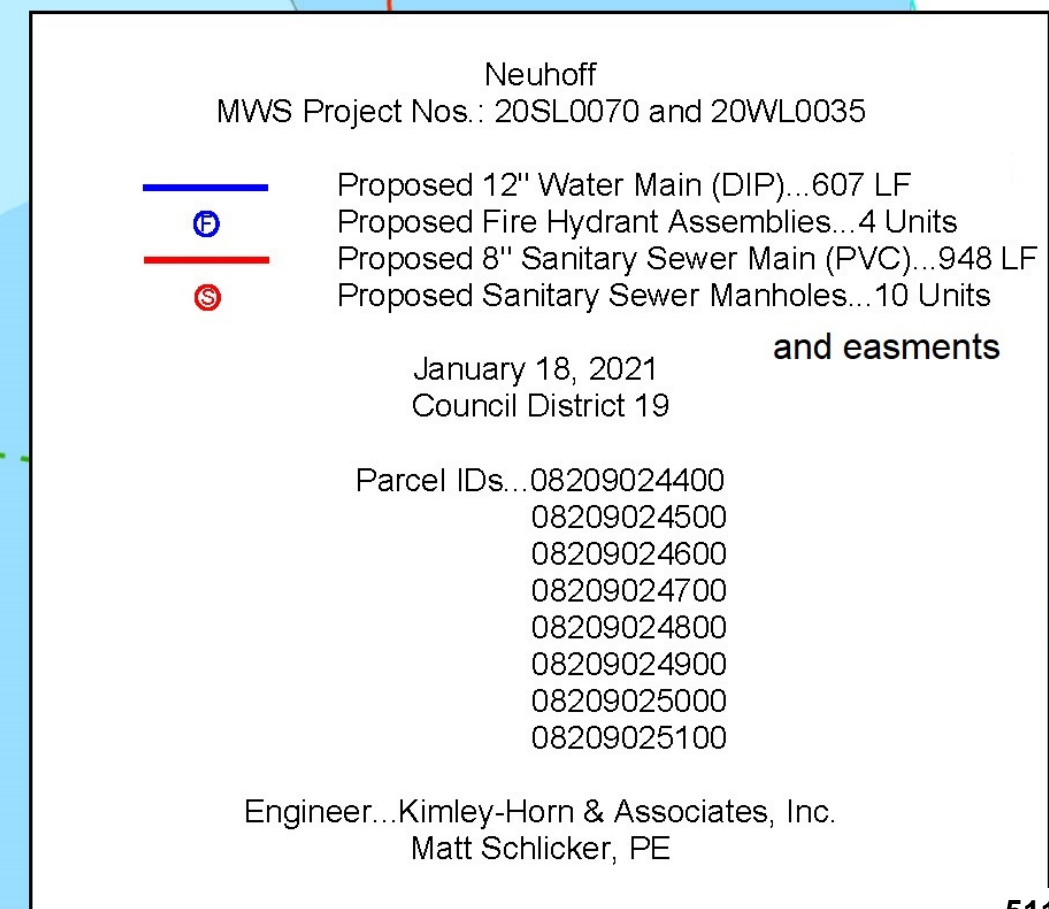 Neuhoff
MWS Project Nos.: 20SL0070 and 20WL0035
Proposed 12" Water Main (DIP)...607 LF
F Proposed Fire Hydrant Assemblies...4 Units
Proposed 8" Sanitary Sewer Main (PVC)...948 LF
S Proposed Sanitary Sewer Manholes...10 Units
and easments
January 18, 2021
Council District 19
Parcel IDs...08209024400
08209024500
08209024600
08209024700
08209024800
08209024900
08209025000
08209025100
Engineer...Kimley-Horn & Associates, Inc.
Matt Schlicker, PE